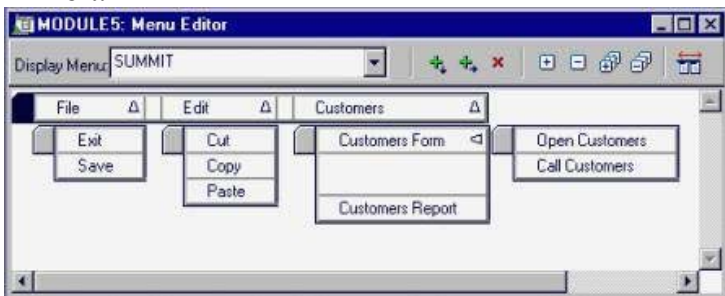 MODULE5: Menu Editor
Display Menu: SUMMIT
File Edit Customers
Exit Cut Customers Form Open Customers
Save Copy Call Customers
Paste
Customers Report